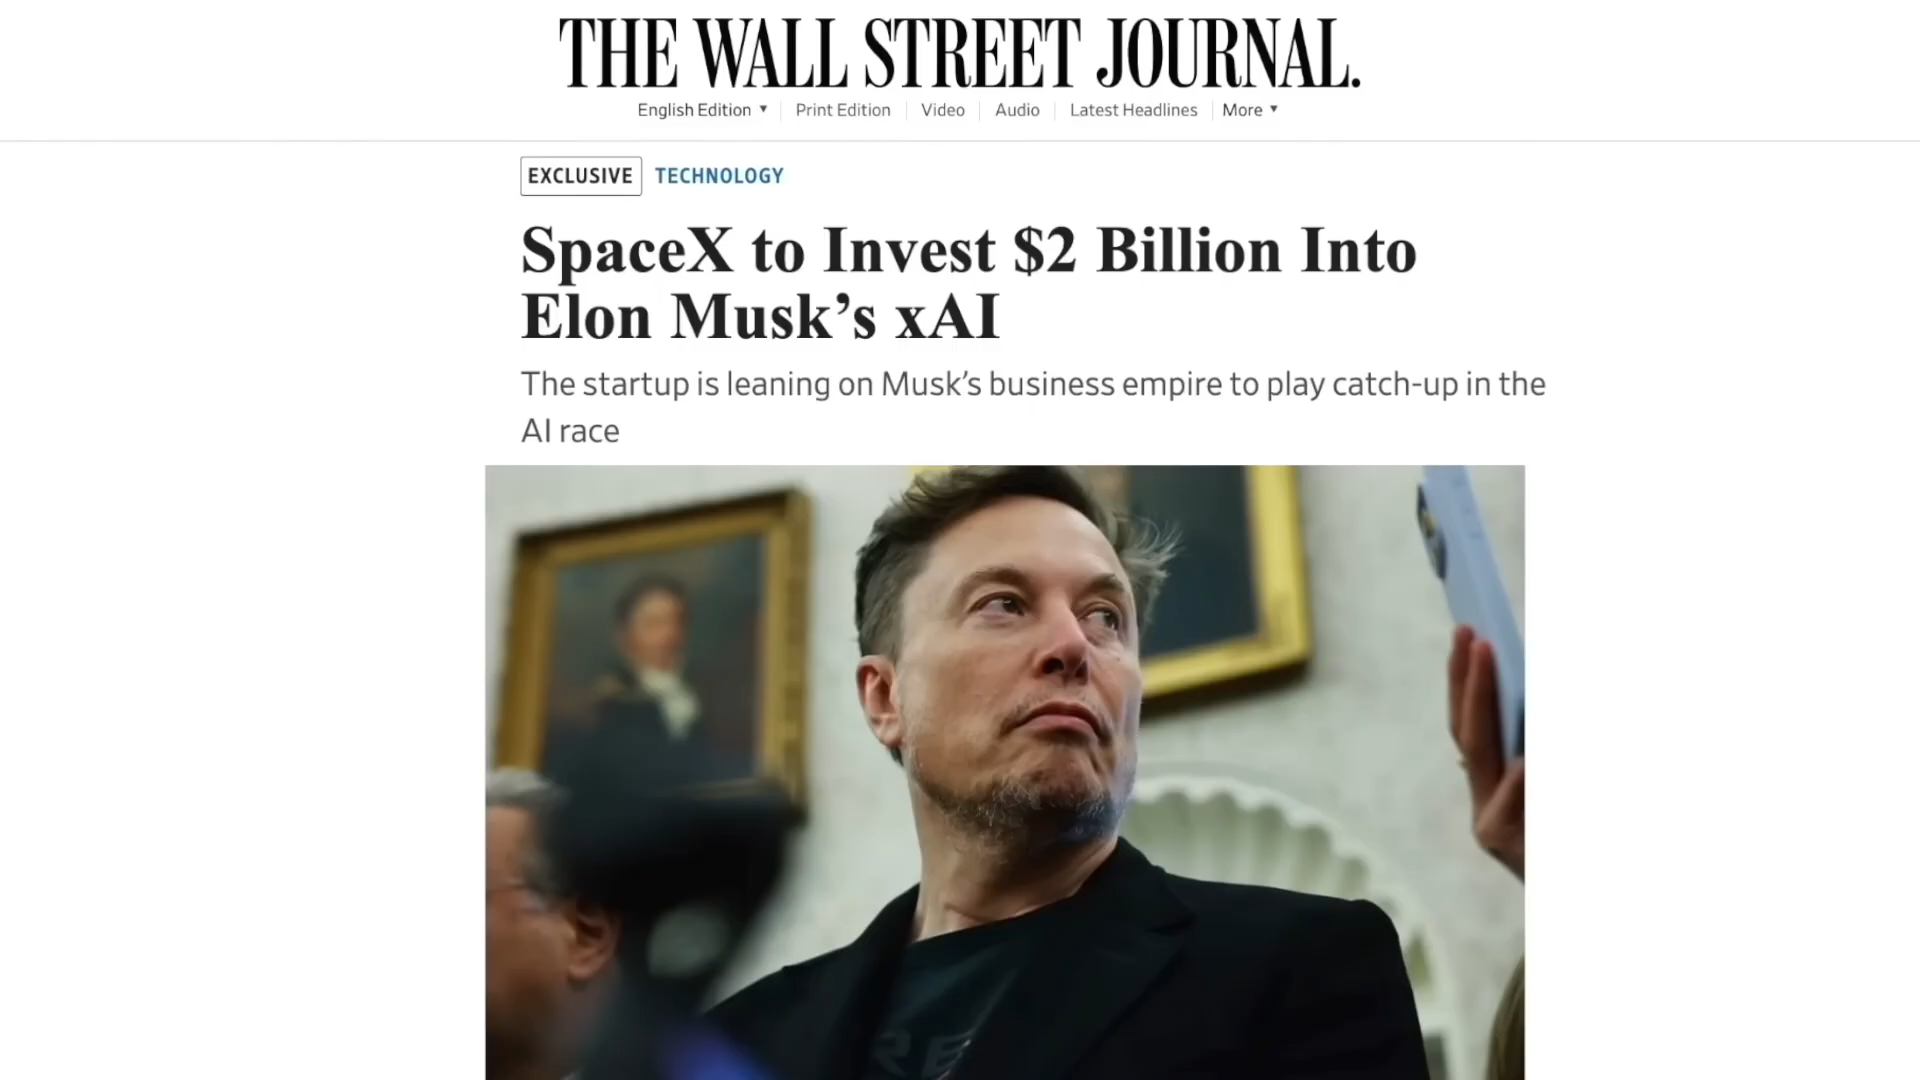 THE WALL STREET JOURNAL.
English Edition ▼ Print Edition Video Audio Latest Headlines More ▼
EXCLUSIVE TECHNOLOGY
SpaceX to Invest $2 Billion Into
Elon Musk’s xAI
The startup is leaning on Musk’s business empire to play catch-up in the
AI race